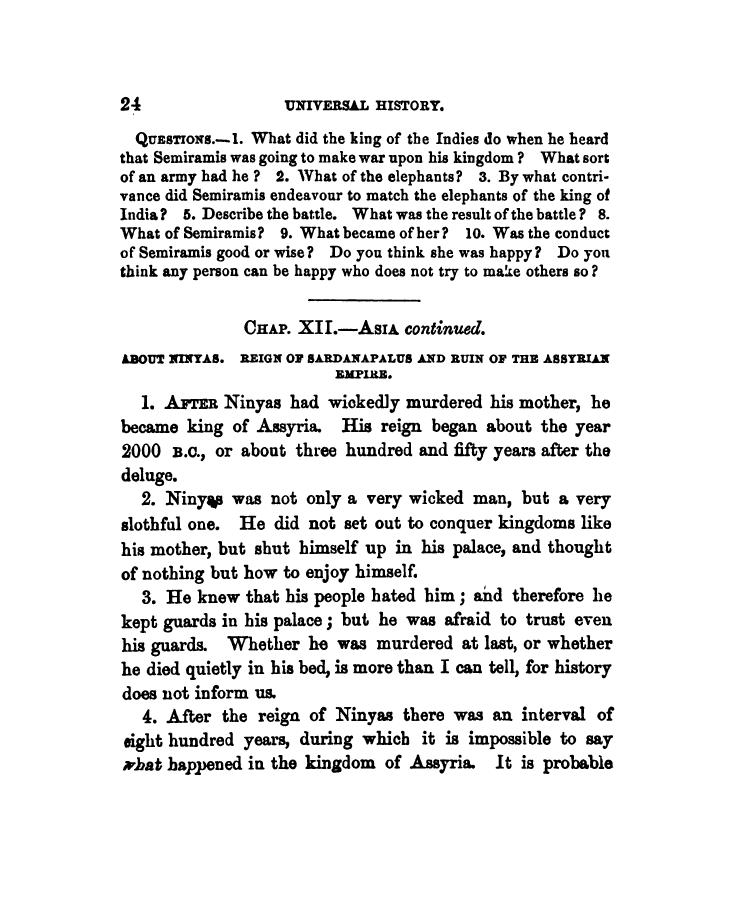 24 UNIVERSAL HISTORY.
QUESTIONS.—1. What did the king of the Indies do when he heard
that Semiramis was going to make war upon his kingdom? What sort
of an army had he? 2. What of the elephants? 3. By what contri-
vance did Semiramis endeavour to match the elephants of the king of
India? 5. Describe the battle. What was the result of the battle? 8.
What of Semiramis? 9. What became of her? 10. Was the conduct
of Semiramis good or wise? Do you think she was happy? Do you
think any person can be happy who does not try to make others so?
CHAP. XII.—ASIA continued.
ABOUT NINYAS. REIGN OF SARDANAPALUS AND RUIN OF THE ASSYRIAN
EMPIRE.
1. AFTER Ninyas had wickedly murdered his mother, he
became king of Assyria. His reign began about the year
2000 B.C., or about three hundred and fifty years after the
deluge.
2. Ninyas was not only a very wicked man, but a very
slothful one. He did not set out to conquer kingdoms like
his mother, but shut himself up in his palace, and thought
of nothing but how to enjoy himself.
3. He knew that his people hated him; and therefore he
kept guards in his palace; but he was afraid to trust even
his guards. Whether he was murdered at last, or whether
he died quietly in his bed, is more than I can tell, for history
does not inform us.
4. After the reign of Ninyas there was an interval of
eight hundred years, during which it is impossible to say
what happened in the kingdom of Assyria. It is probable